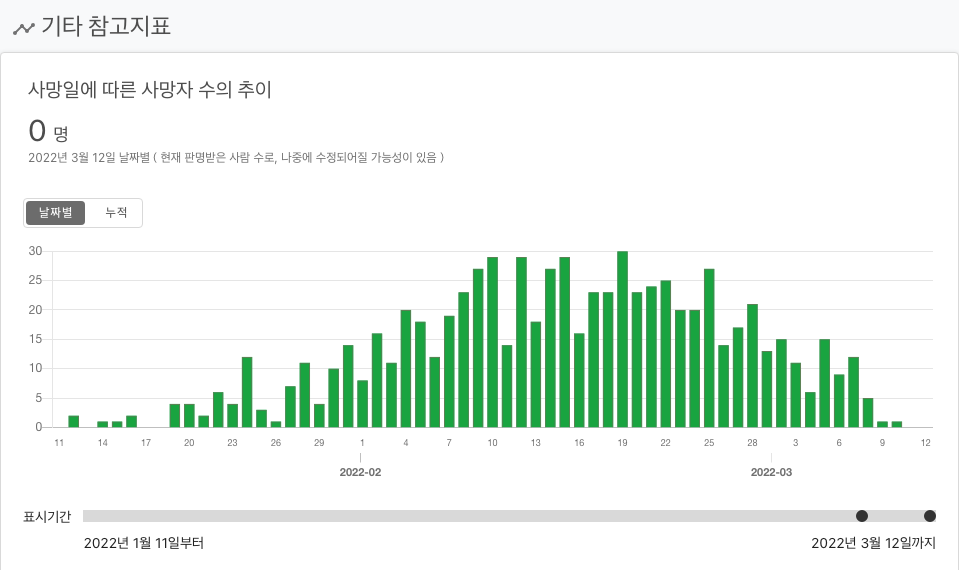 기타 참고지표
사망일에 따른 사망자 수의 추이
0 명
2022년 3월 12일 날짜별 ( 현재 판명받은 사람 수로, 나중에 수정되어질 가능성이 있음 )
날짜별 누적
30
25
20
15
10
5
0
11 14 17 20 23 26 29 1 4 7 10 13 16 19 22 25 28 3 6 9 12
2022-02 2022-03
표시기간
2022년 1월 11일부터 2022년 3월 12일까지